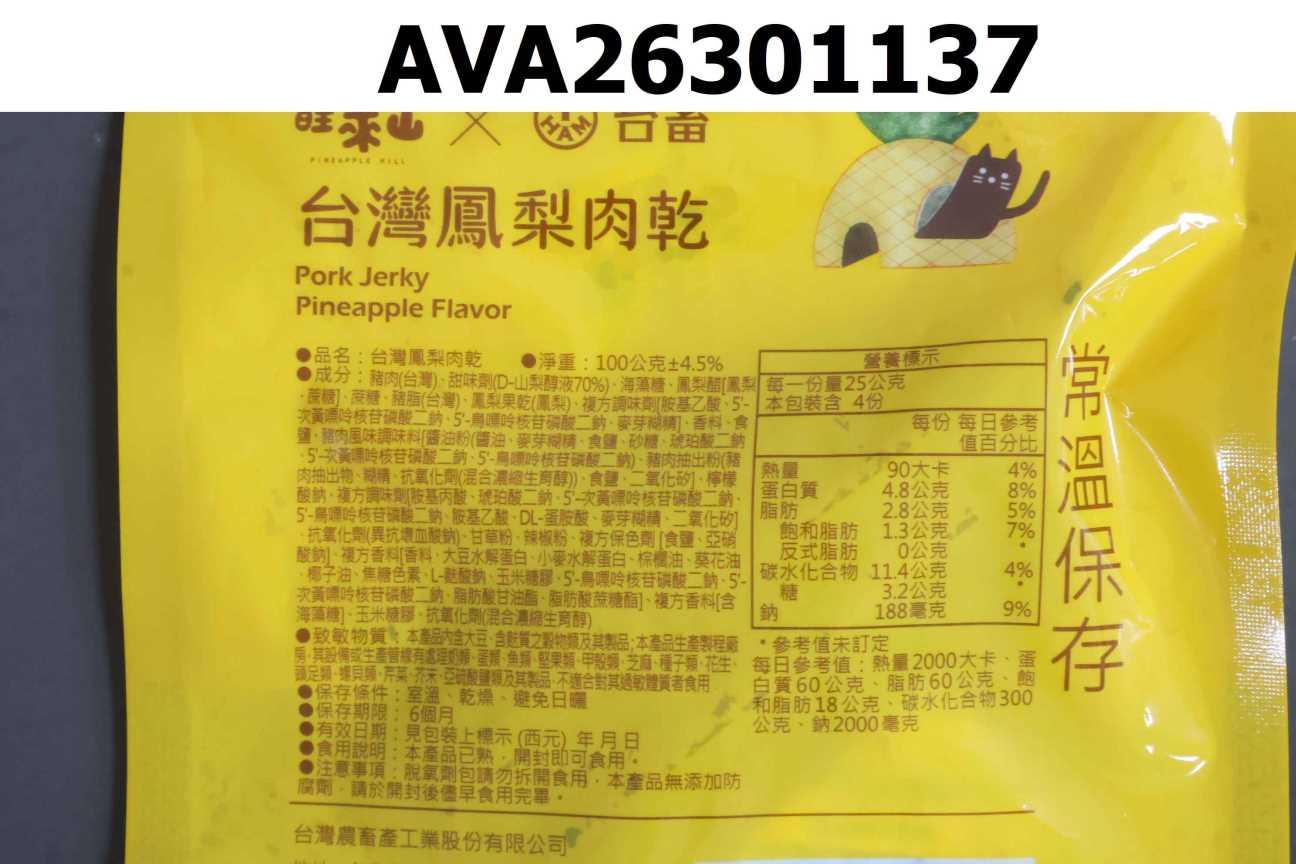 AVA26301137
旺來山 × HAM 台畜
PINEAPPLE HILL
台灣鳳梨肉乾
Pork Jerky
Pineapple Flavor
●品名：台灣鳳梨肉乾 ●淨重：100公克±4.5%
●成分：豬肉(台灣)、甜味劑(D-山梨醇液70%)、海藻糖、鳳梨醋[鳳梨
、蔗糖]、蔗糖、豬脂(台灣)、鳳梨果乾(鳳梨)、複方調味劑[胺基乙酸、5'-
次黃嘌呤核苷磷酸二鈉、5'-鳥嘌呤核苷磷酸二鈉、麥芽糊精]、香料、食
鹽、豬肉風味調味料{醬油粉(醬油、麥芽糊精、食鹽、砂糖、琥珀酸二鈉
、5'-次黃嘌呤核苷磷酸二鈉、5'-鳥嘌呤核苷磷酸二鈉)、豬肉抽出粉(豬
肉抽出物、糊精、抗氧化劑(混合濃縮生育醇))、食鹽、二氧化矽}、檸檬
酸鈉、複方調味劑[胺基丙酸、琥珀酸二鈉、5'-次黃嘌呤核苷磷酸二鈉、
5'-鳥嘌呤核苷磷酸二鈉、胺基乙酸、DL-蛋胺酸、麥芽糊精、二氧化矽]
、抗氧化劑(異抗壞血酸鈉)、甘草粉、辣椒粉、複方保色劑[食鹽、亞硝
酸鈉]、複方香料[香料、大豆水解蛋白、小麥水解蛋白、棕櫚油、葵花油
、椰子油、焦糖色素、L-麩酸鈉、玉米糖膠、5'-鳥嘌呤核苷磷酸二鈉、5'-
次黃嘌呤核苷磷酸二鈉、脂肪酸甘油酯、脂肪酸蔗糖酯]、複方香料[含
海藻糖]、玉米糖膠、抗氧化劑(混合濃縮生育醇)
●致敏物質：本產品內含大豆、含麩質之穀物類及其製品;本產品生產製程廠
房,其設備或生產管線有處理奶類、蛋類、魚類、堅果類、甲殼類、芝麻、種子類、花生、
頭足類、螺貝類、芹菜、芥末、亞硫酸鹽類及其製品,不適合對其過敏體質者食用
●保存條件：室溫、乾燥、避免日曬
●保存期限：6個月
●有效日期：見包裝上標示 (西元) 年 月 日
●食用說明：本產品已熟，開封即可食用。
●注意事項：脫氧劑包請勿拆開食用，本產品無添加防
腐劑，請於開封後儘早食用完畢。
台灣農畜產工業股份有限公司
營養標示
每一份量25公克
本包裝含 4份
每份 每日參考
值百分比
熱量 90大卡 4%
蛋白質 4.8公克 8%
脂肪 2.8公克 5%
飽和脂肪 1.3公克 7%
反式脂肪 0公克 *
碳水化合物 11.4公克 4%
糖 3.2公克 *
鈉 188毫克 9%
*參考值未訂定
每日參考值：熱量2000大卡、蛋
白質60公克、脂肪60公克、飽
和脂肪18公克、碳水化合物300
公克、鈉2000毫克
常溫保存